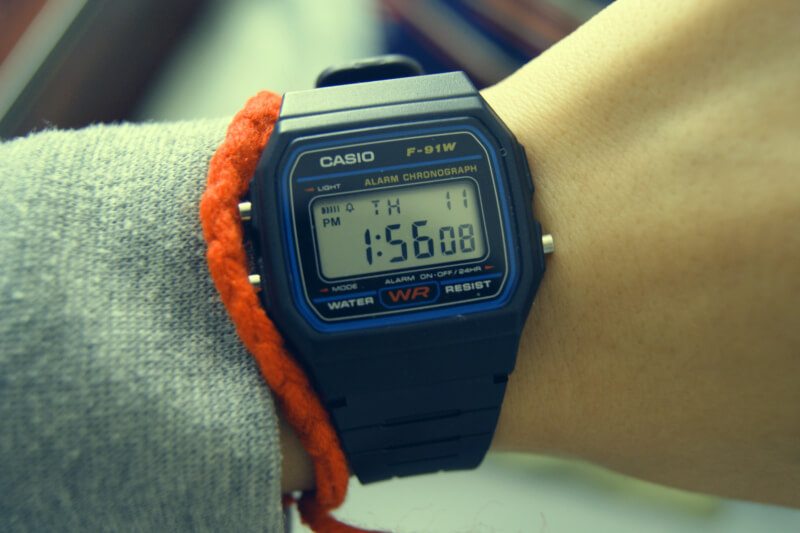 CASIO F-91W
ALARM CHRONOGRAPH
LIGHT
TH 11
PM
1:56 08
MODE ALARM ON·OFF/24HR
WATER WR RESIST